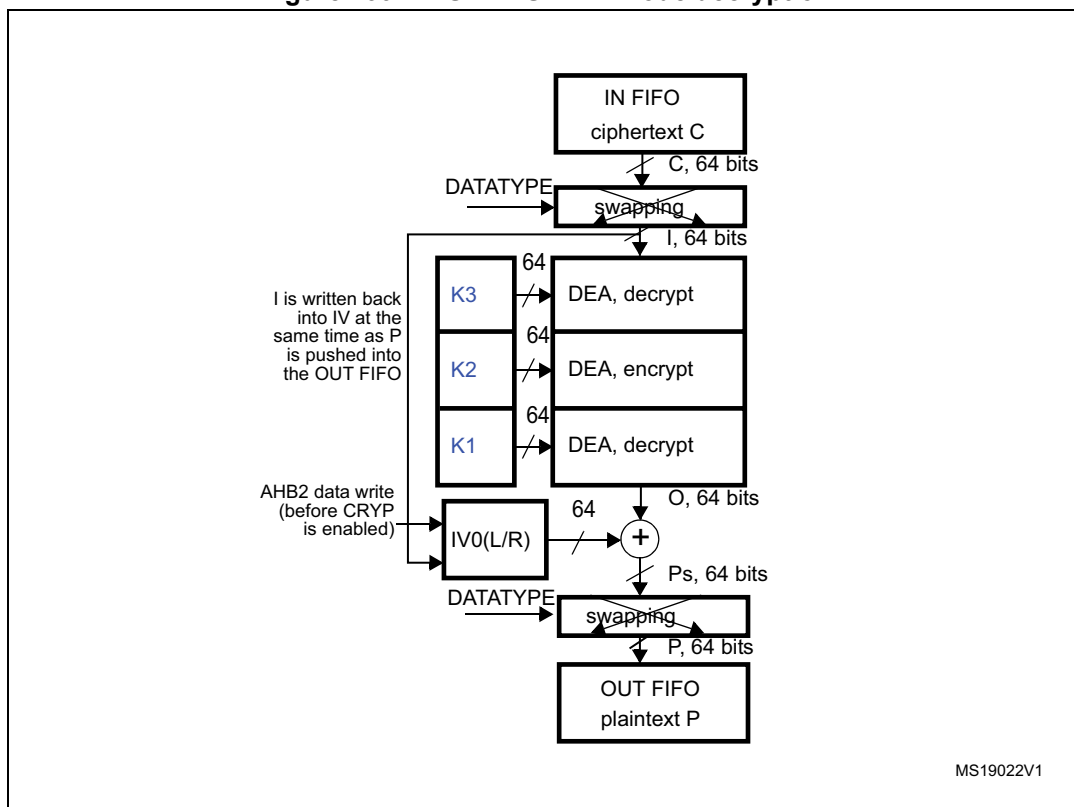 IN FIFO
ciphertext C
C, 64 bits
DATATYPE
swapping
I, 64 bits
64
K3
DEA, decrypt
I is written back
into IV at the
same time as P
is pushed into
the OUT FIFO
64
K2
DEA, encrypt
64
K1
DEA, decrypt
AHB2 data write
(before CRYP
is enabled)
O, 64 bits
64
IV0(L/R)
+
Ps, 64 bits
DATATYPE
swapping
P, 64 bits
OUT FIFO
plaintext P
MS19022V1